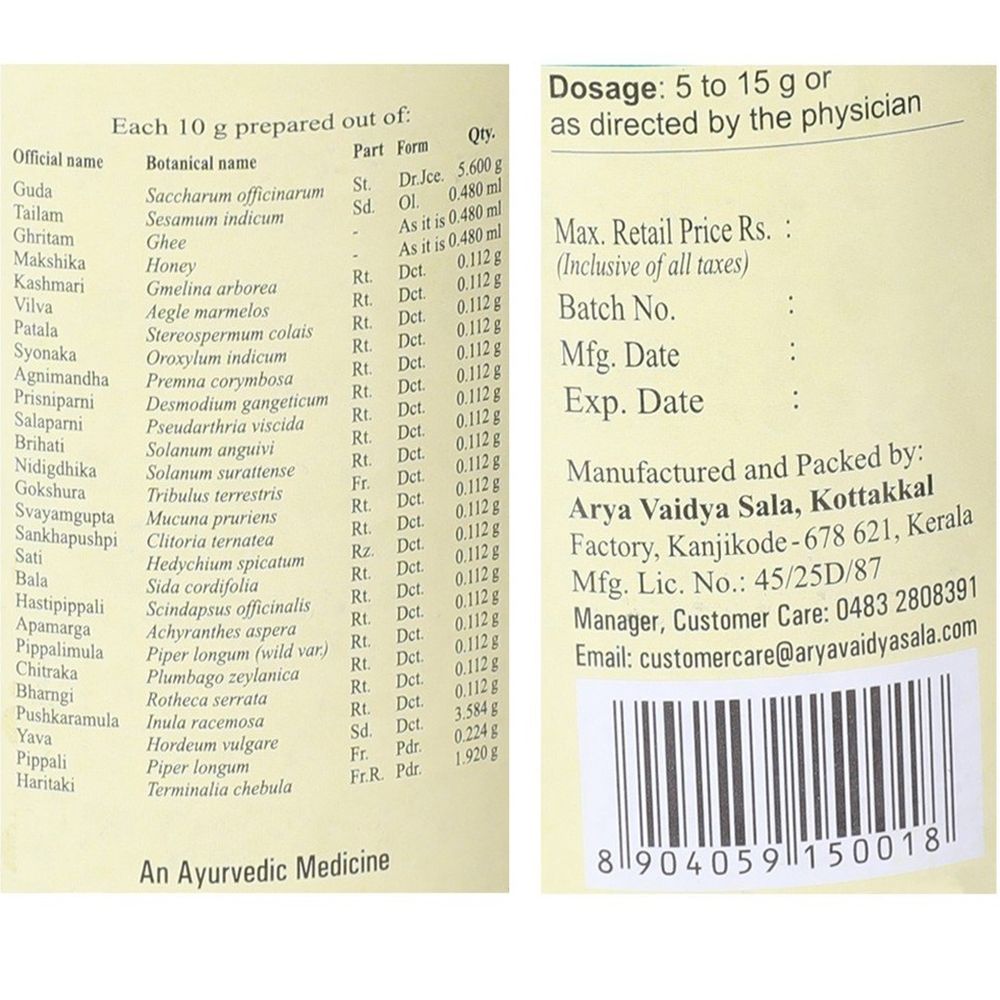 Each 10 g prepared out of:
Official name Botanical name Part Form Qty.
Guda Saccharum officinarum St. Dr.Jce. 5.600 g
Tailam Sesamum indicum Sd. Ol. 0.480 ml
Ghritam Ghee - As it is 0.480 ml
Makshika Honey - As it is 0.480 ml
Kashmari Gmelina arborea Rt. Dct. 0.112 g
Vilva Aegle marmelos Rt. Dct. 0.112 g
Patala Stereospermum colais Rt. Dct. 0.112 g
Syonaka Oroxylum indicum Rt. Dct. 0.112 g
Agnimandha Premna corymbosa Rt. Dct. 0.112 g
Prisniparni Desmodium gangeticum Rt. Dct. 0.112 g
Salaparni Pseudarthria viscida Rt. Dct. 0.112 g
Brihati Solanum anguivi Rt. Dct. 0.112 g
Nidigdhika Solanum surattense Rt. Dct. 0.112 g
Gokshura Tribulus terrestris Fr. Dct. 0.112 g
Svayamgupta Mucuna pruriens Rt. Dct. 0.112 g
Sankhapushpi Clitoria ternatea Rt. Dct. 0.112 g
Sati Hedychium spicatum Rz. Dct. 0.112 g
Bala Sida cordifolia Rt. Dct. 0.112 g
Hastipippali Scindapsus officinalis Rt. Dct. 0.112 g
Apamarga Achyranthes aspera Rt. Dct. 0.112 g
Pippalimula Piper longum (wild var.) Rt. Dct. 0.112 g
Chitraka Plumbago zeylanica Rt. Dct. 0.112 g
Bharngi Rotheca serrata Rt. Dct. 0.112 g
Pushkaramula Inula racemosa Rt. Dct. 0.112 g
Yava Hordeum vulgare Sd. Dct. 3.584 g
Pippali Piper longum Fr. Pdr. 0.224 g
Haritaki Terminalia chebula Fr.R. Pdr. 1.920 g
An Ayurvedic Medicine
Dosage: 5 to 15 g or
as directed by the physician
Max. Retail Price Rs. :
(Inclusive of all taxes)
Batch No. :
Mfg. Date :
Exp. Date :
Manufactured and Packed by:
Arya Vaidya Sala, Kottakkal
Factory, Kanjikode - 678 621, Kerala
Mfg. Lic. No.: 45/25D/87
Manager, Customer Care: 0483 2808391
Email: customercare@aryavaidyasala.com
8 904059 150018